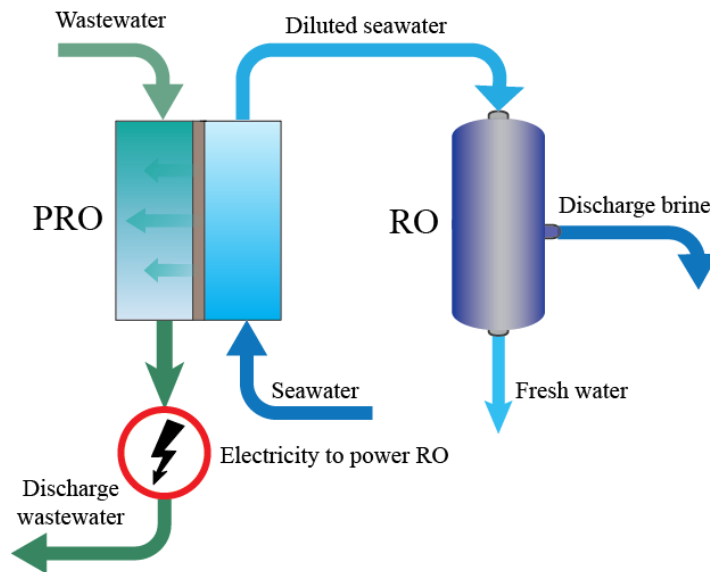 Wastewater
Diluted seawater
PRO
RO
Discharge brine
Seawater
Fresh water
Electricity to power RO
Discharge
wastewater